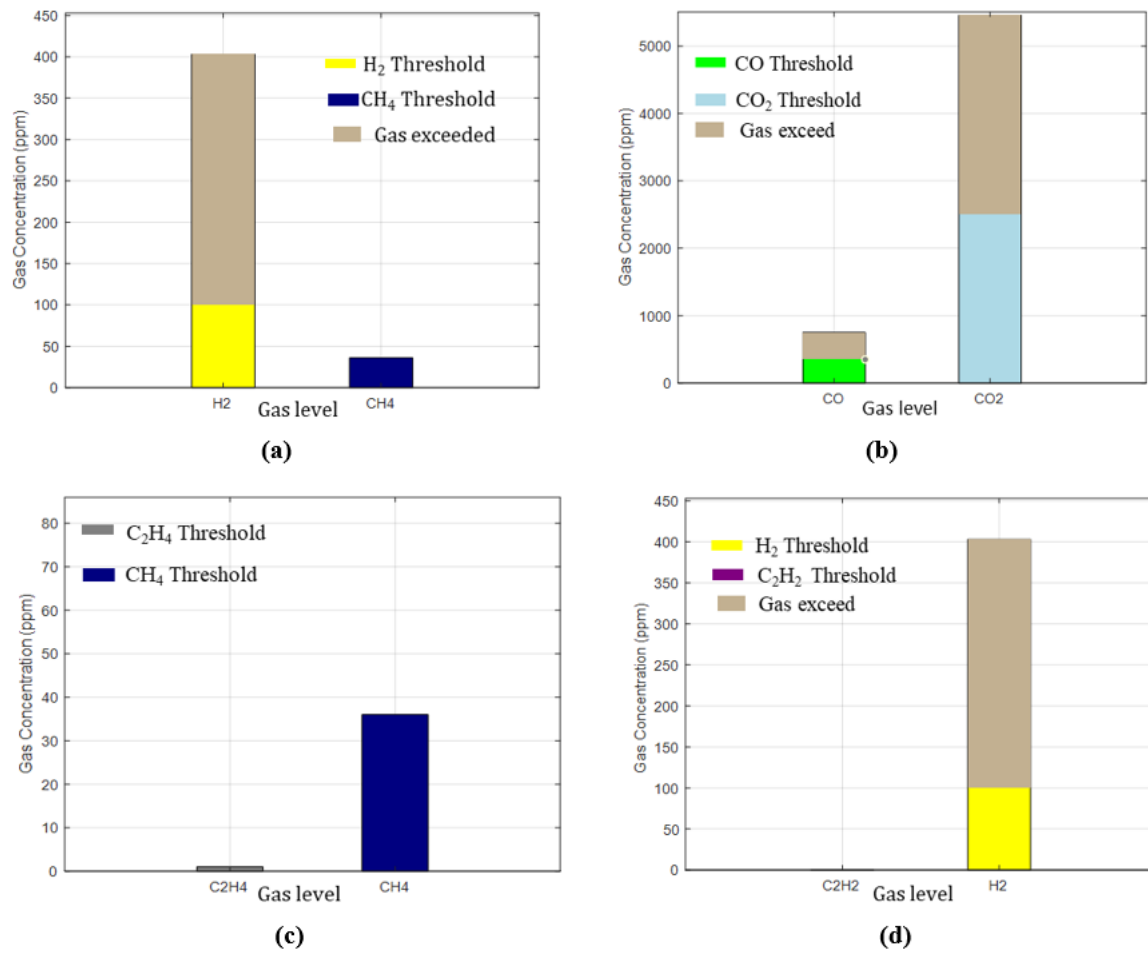 450
400
350
300
250
200
150
100
50
0
Gas Concentration (ppm)
H₂ Threshold
CH₄ Threshold
Gas exceeded
H2
Gas level
CH4
(a)
5000
4000
3000
2000
1000
0
Gas Concentration (ppm)
CO Threshold
CO₂ Threshold
Gas exceed
CO
Gas level
CO2
(b)
80
70
60
50
40
30
20
10
0
Gas Concentration (ppm)
C₂H₄ Threshold
CH₄ Threshold
C2H4
Gas level
CH4
(c)
450
400
350
300
250
200
150
100
50
0
Gas Concentration (ppm)
H₂ Threshold
C₂H₂ Threshold
Gas exceed
C2H2
Gas level
H2
(d)